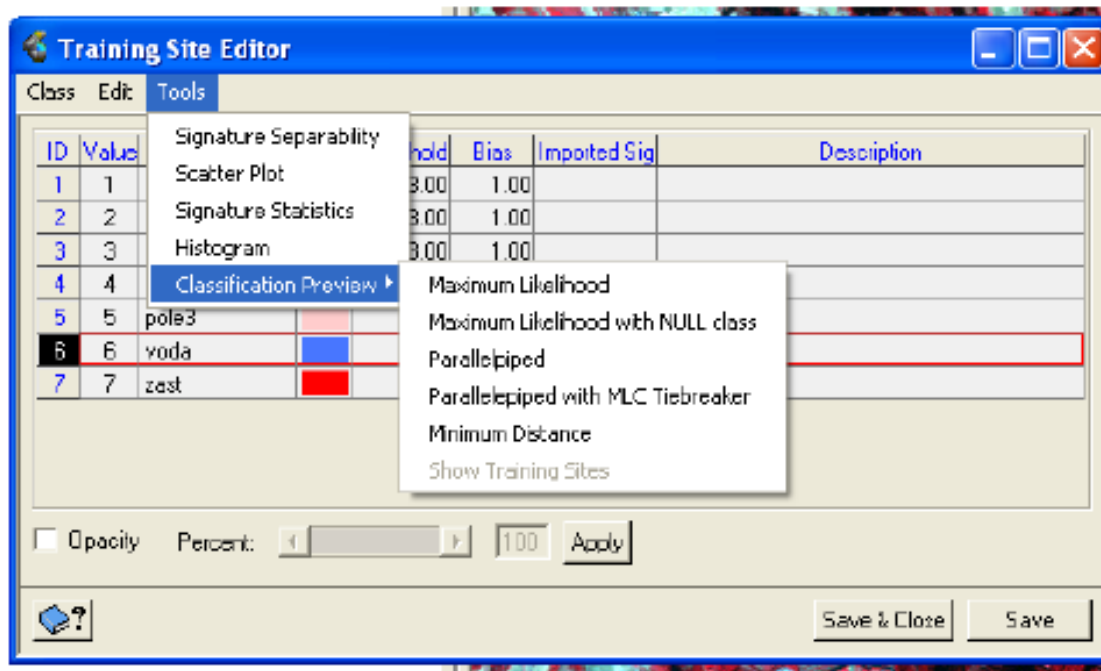 Training Site Editor
Class Edit Tools
Signature Separability
Scatter Plot
Signature Statistics
Histogram
Classification Preview
Maximum Likelihood
Maximum Likelihood with NULL class
Parallelpiped
Parallelepiped with MLC Tiebreaker
Minimum Distance
Show Training Sites
ID Value hold Bias Imported Sig Description
1 1 3.00 1.00
2 2 3.00 1.00
3 3 3.00 1.00
4 4
5 5 pole3
6 6 voda
7 7 zast
Opacity Percent: 100 Apply
? Save & Close Save